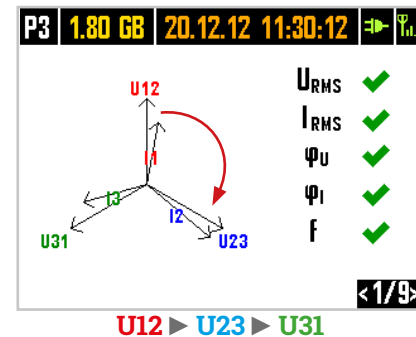 P3 1.80 GB 20.12.12 11:30:12
U12
URMS
I1
IRMS
φU
I3
φI
I2
U31
U23
f
<1/9>
U12 ► U23 ► U31